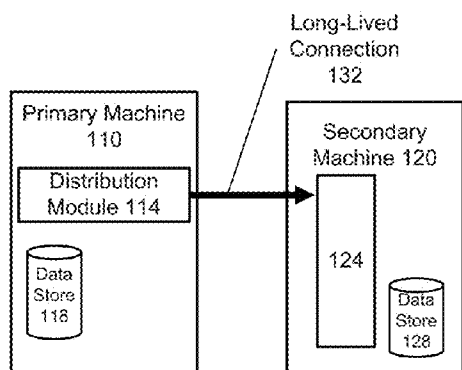 Long-Lived
Connection
132
Primary Machine
110
Distribution
Module 114
Data
Store
118
Secondary
Machine 120
124
Data
Store
128